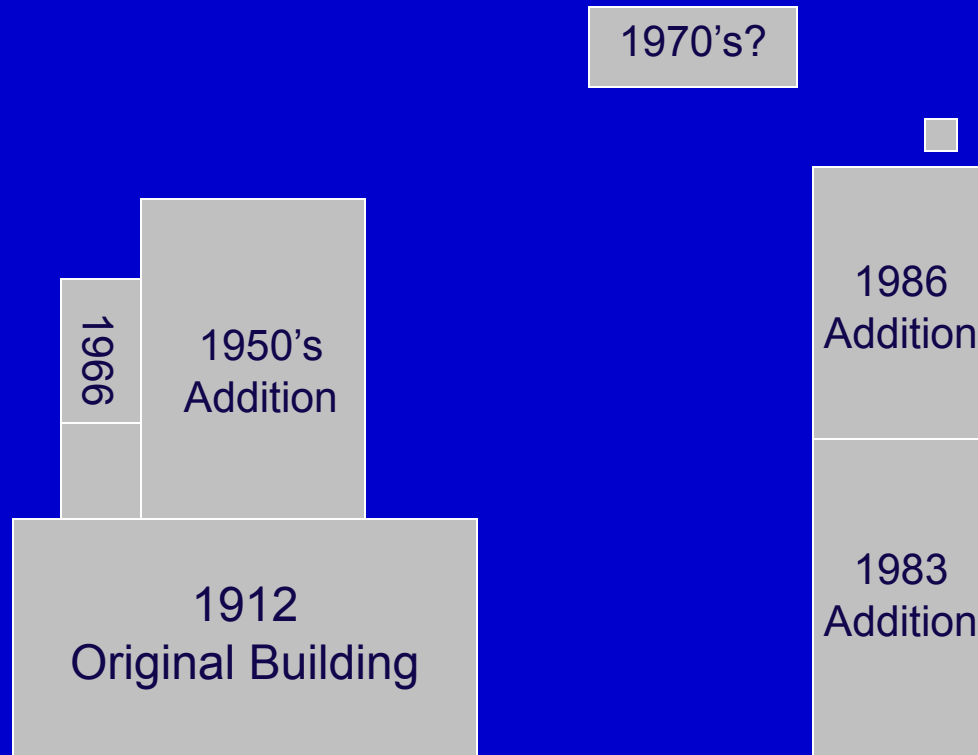 1970’s?
1986
Addition
1966
1950’s
Addition
1983
Addition
1912
Original Building